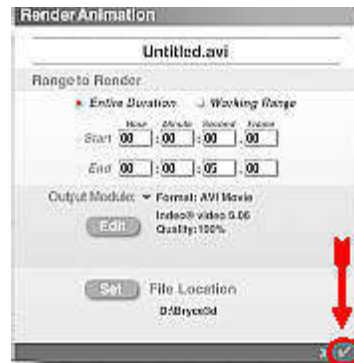 Render Animation
Untitled.avi
Range to Render
Entire Duration Working Range
Hour Minute Second Frame
Start 00 : 00 : 00 . 00
End 00 : 00 : 05 . 00
Output Module: Format: AVI Movie
Indeo® video 5.06
Edit Quality: 100%
Set File Location
D:\Bryce3d